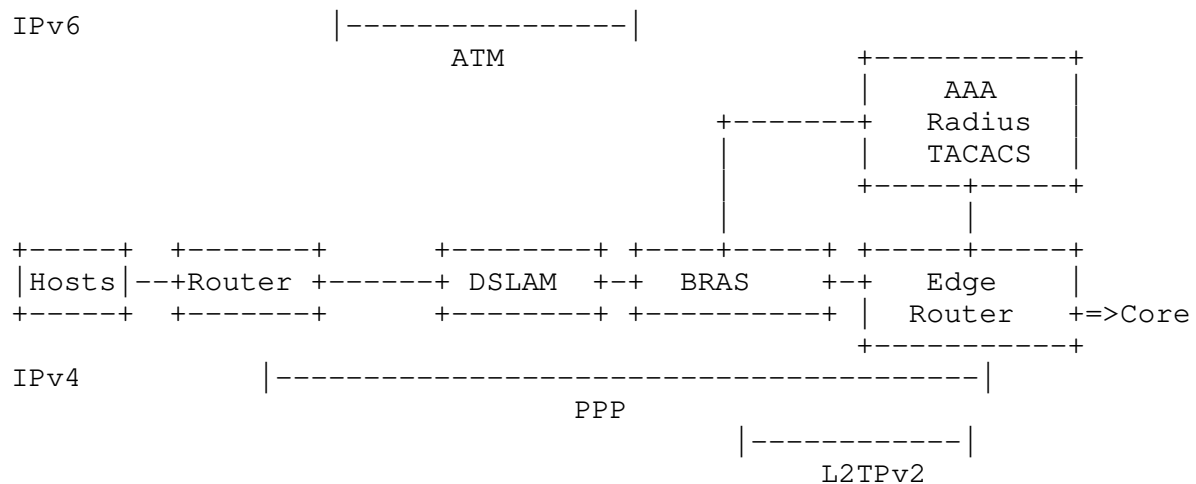 IPv6 |----------------|
ATM +-----------+
| AAA |
+-------+ Radius |
| | TACACS |
| +-----+-----+
| |
+-----+ +-------+ +--------+ +----+------+ +-----+-----+
|Hosts|--+Router +------+ DSLAM +-+ BRAS +-+ Edge |
+-----+ +-------+ +--------+ +-----------+ | Router +=>Core
+-----------+
IPv4 |----------------------------------------|
PPP
|------------|
L2TPv2